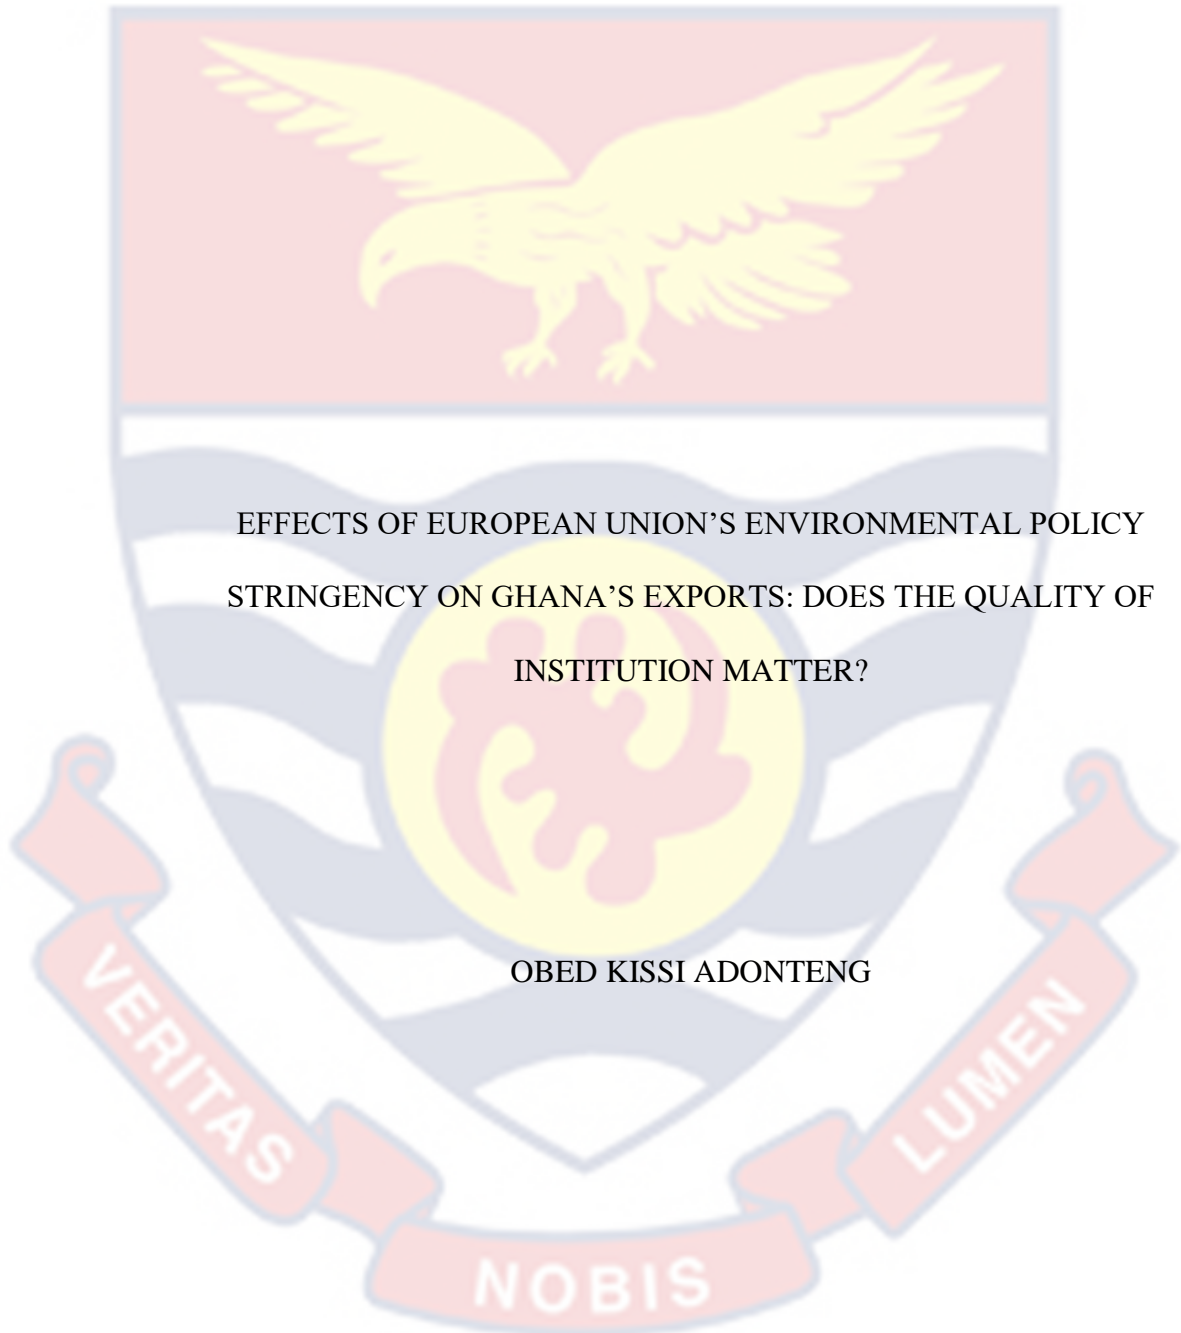 EFFECTS OF EUROPEAN UNION’S ENVIRONMENTAL POLICY
STRINGENCY ON GHANA’S EXPORTS: DOES THE QUALITY OF
INSTITUTION MATTER?
OBED KISSI ADONTENG
VERITAS
NOBIS
LUMEN